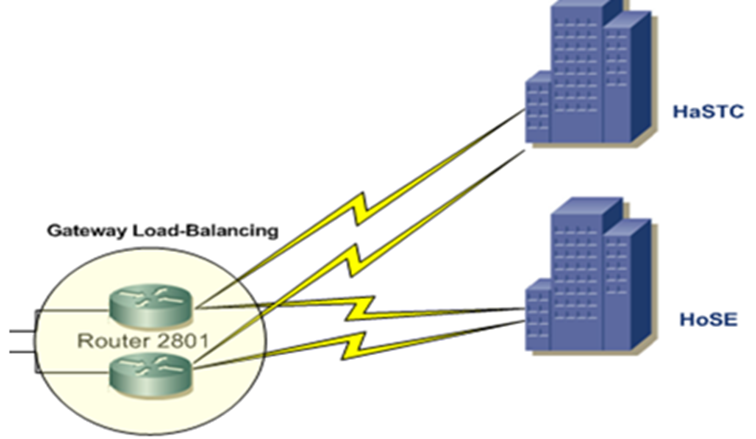 HaSTC
Gateway Load-Balancing
Router 2801
HoSE